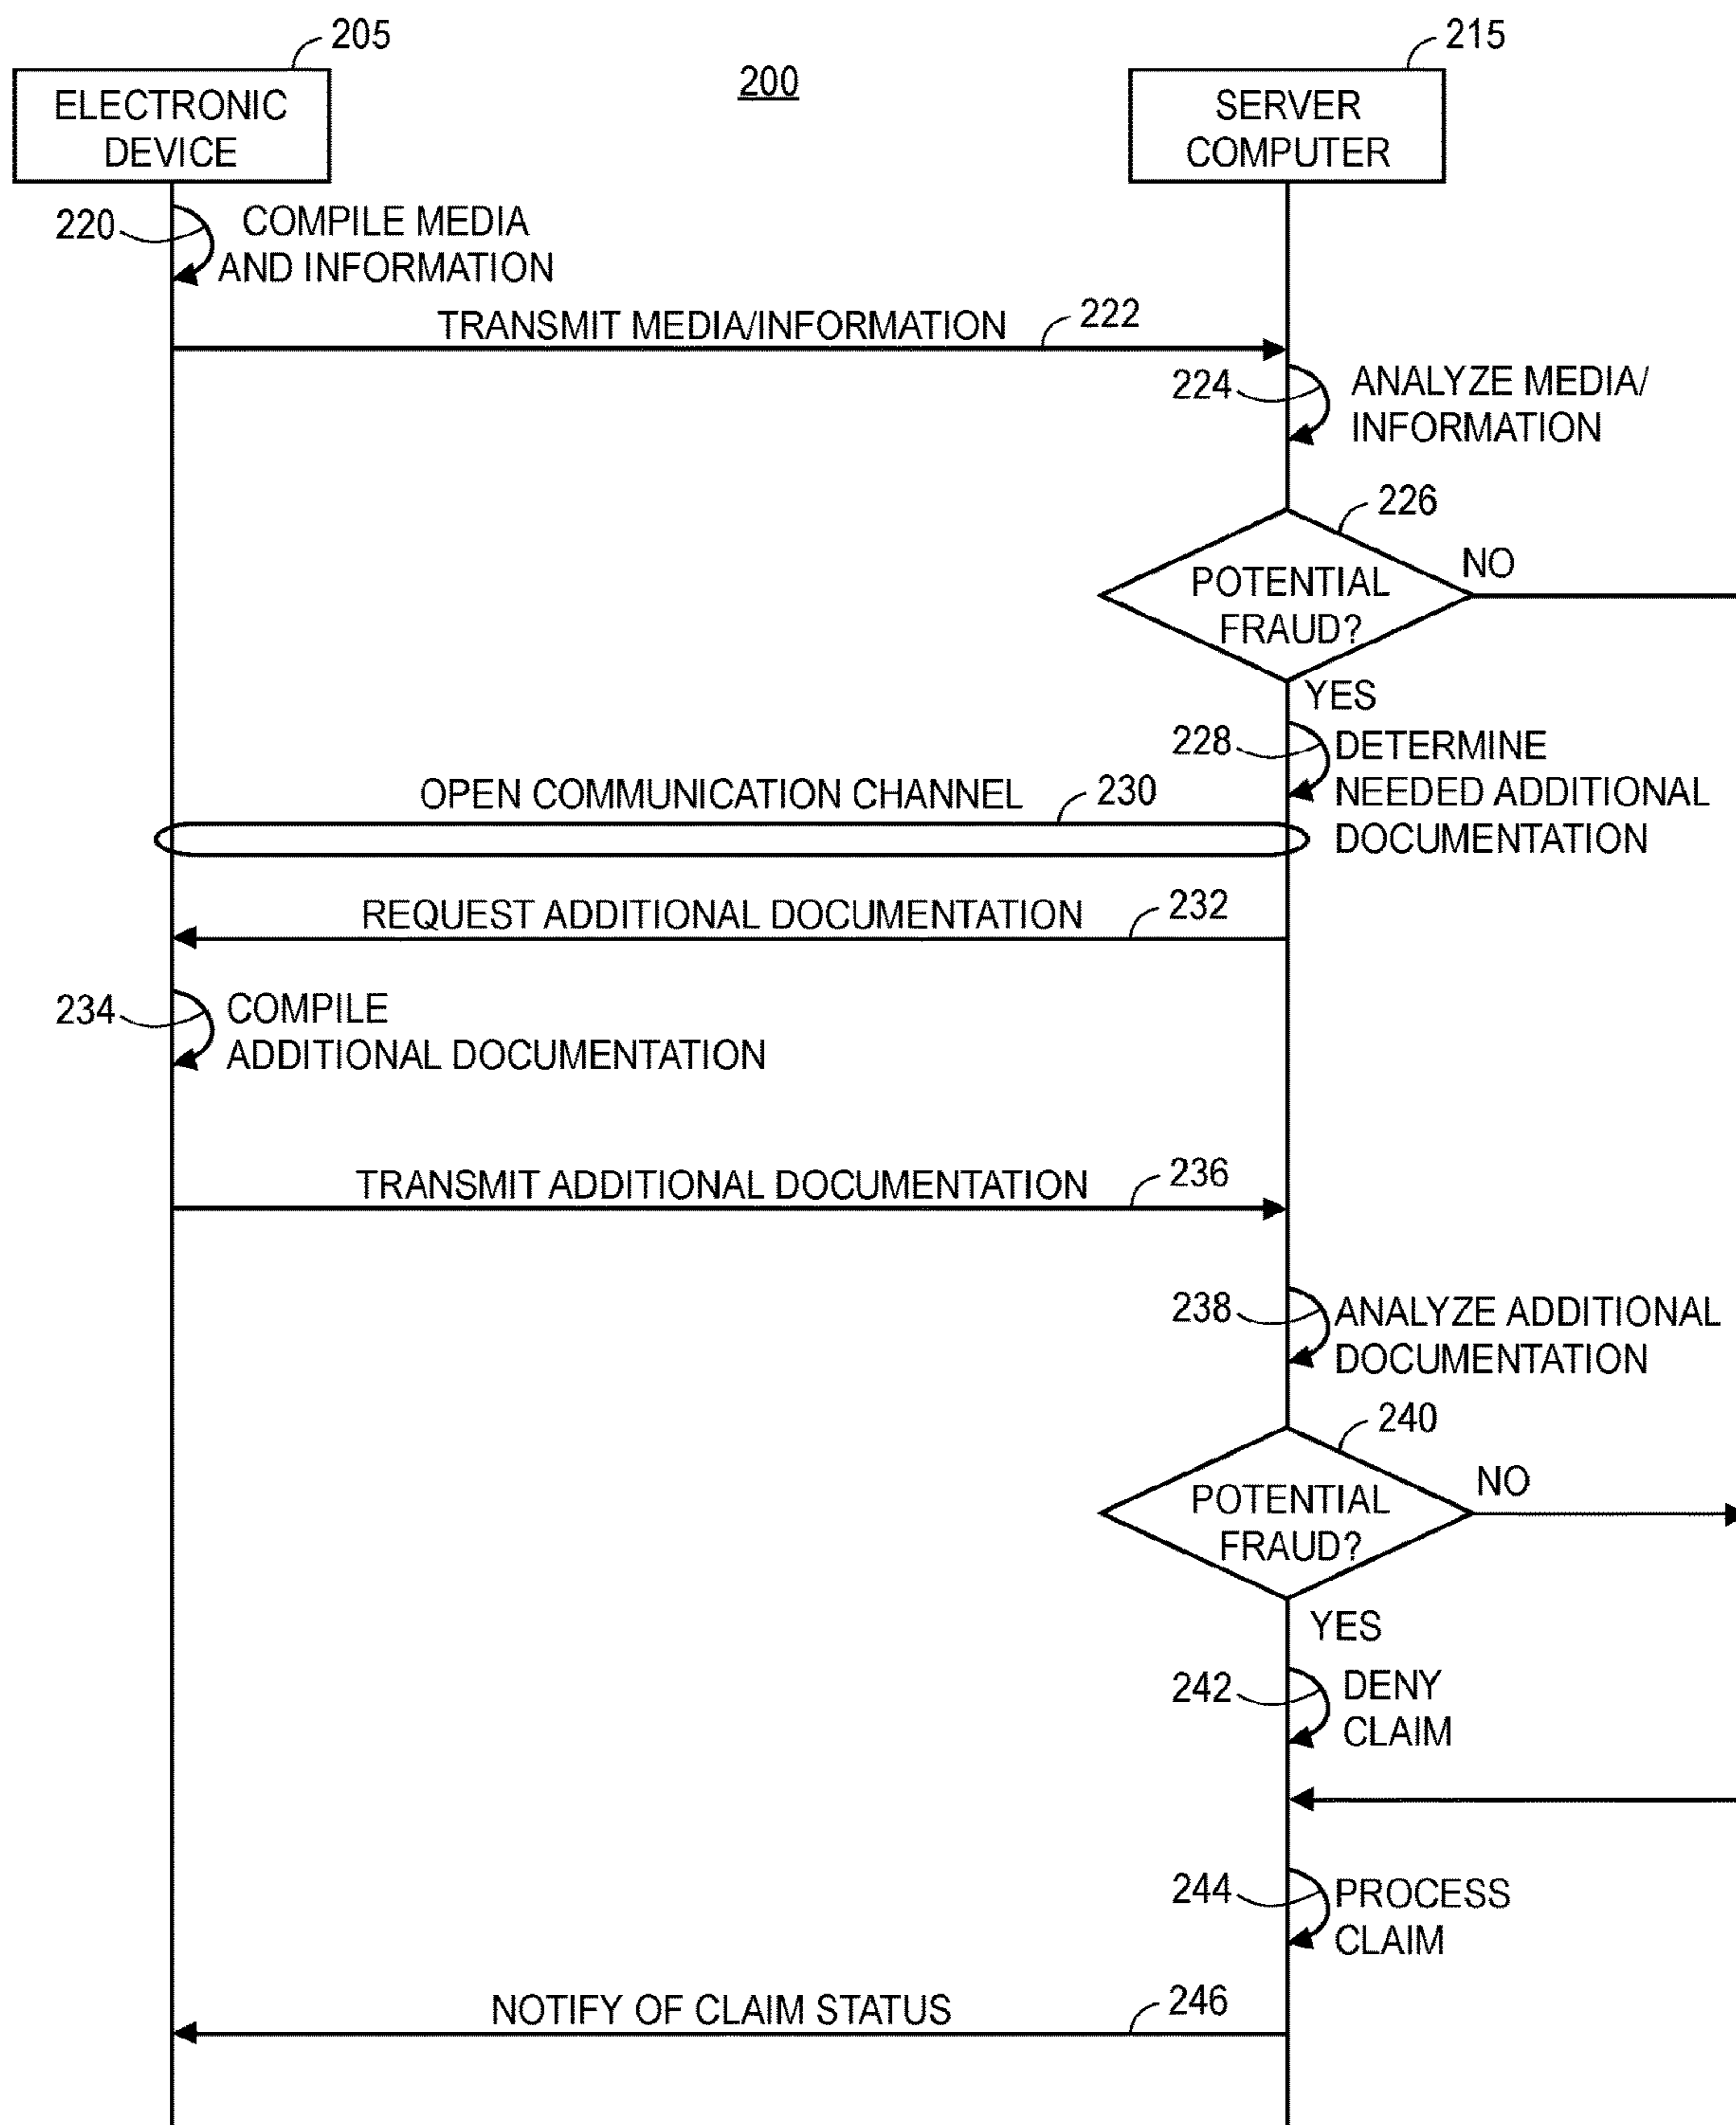 205
215
200
ELECTRONIC
DEVICE
SERVER
COMPUTER
220
COMPILE MEDIA
AND INFORMATION
TRANSMIT MEDIA/INFORMATION
222
224
ANALYZE MEDIA/
INFORMATION
226
POTENTIAL
FRAUD?
NO
YES
228
DETERMINE
NEEDED ADDITIONAL
DOCUMENTATION
OPEN COMMUNICATION CHANNEL
230
REQUEST ADDITIONAL DOCUMENTATION
232
234
COMPILE
ADDITIONAL DOCUMENTATION
TRANSMIT ADDITIONAL DOCUMENTATION
236
238
ANALYZE ADDITIONAL
DOCUMENTATION
240
POTENTIAL
FRAUD?
NO
YES
242
DENY
CLAIM
244
PROCESS
CLAIM
NOTIFY OF CLAIM STATUS
246